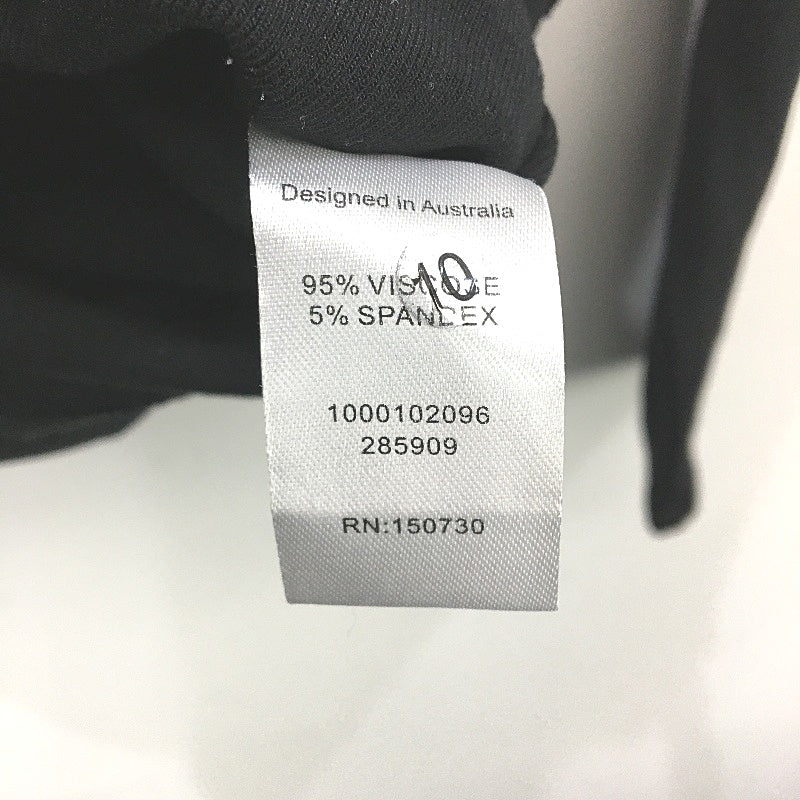 Designed in Australia
10
95% VISCOSE
5% SPANDEX
1000102096
285909
RN:150730